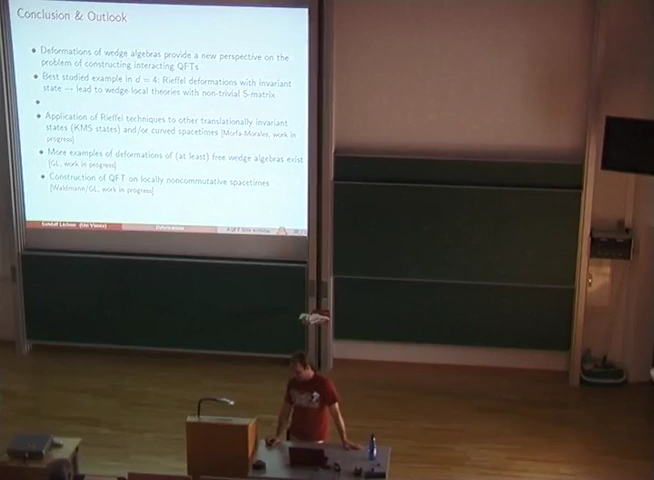 Conclusion & Outlook
Deformations of wedge algebras provide a new perspective on the
problem of constructing interacting QFTs
Best studied example in d = 4: Rieffel deformations with invariant
state → lead to wedge-local theories with non-trivial S-matrix
Application of Rieffel techniques to other translationally invariant
states (KMS states) and/or curved spacetimes [Morfa-Morales, work in
progress]
More examples of deformations of (at least) free wedge algebras exist
[GL, work in progress]
Construction of QFT on locally noncommutative spacetimes
[Waldmann/GL, work in progress]